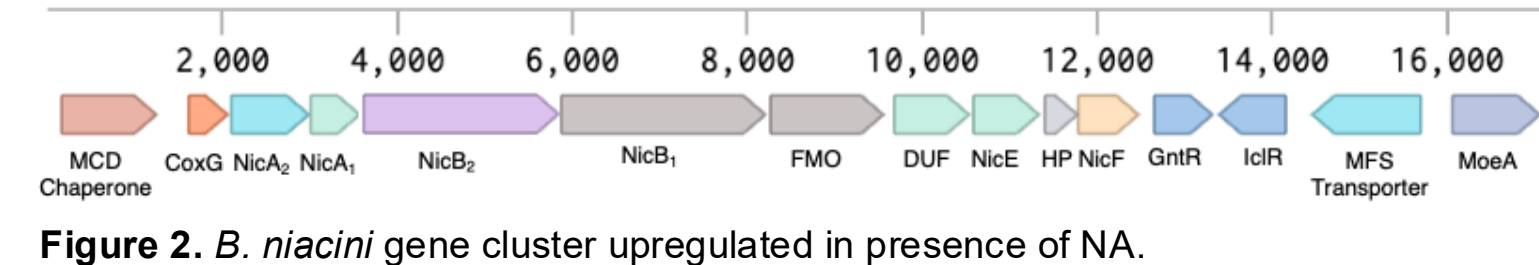 2,000 4,000 6,000 8,000 10,000 12,000 14,000 16,000
MCD Chaperone CoxG NicA₂ NicA₁ NicB₂ NicB₁ FMO DUF NicE HP NicF GntR IclR MFS Transporter MoeA
Figure 2. B. niacini gene cluster upregulated in presence of NA.